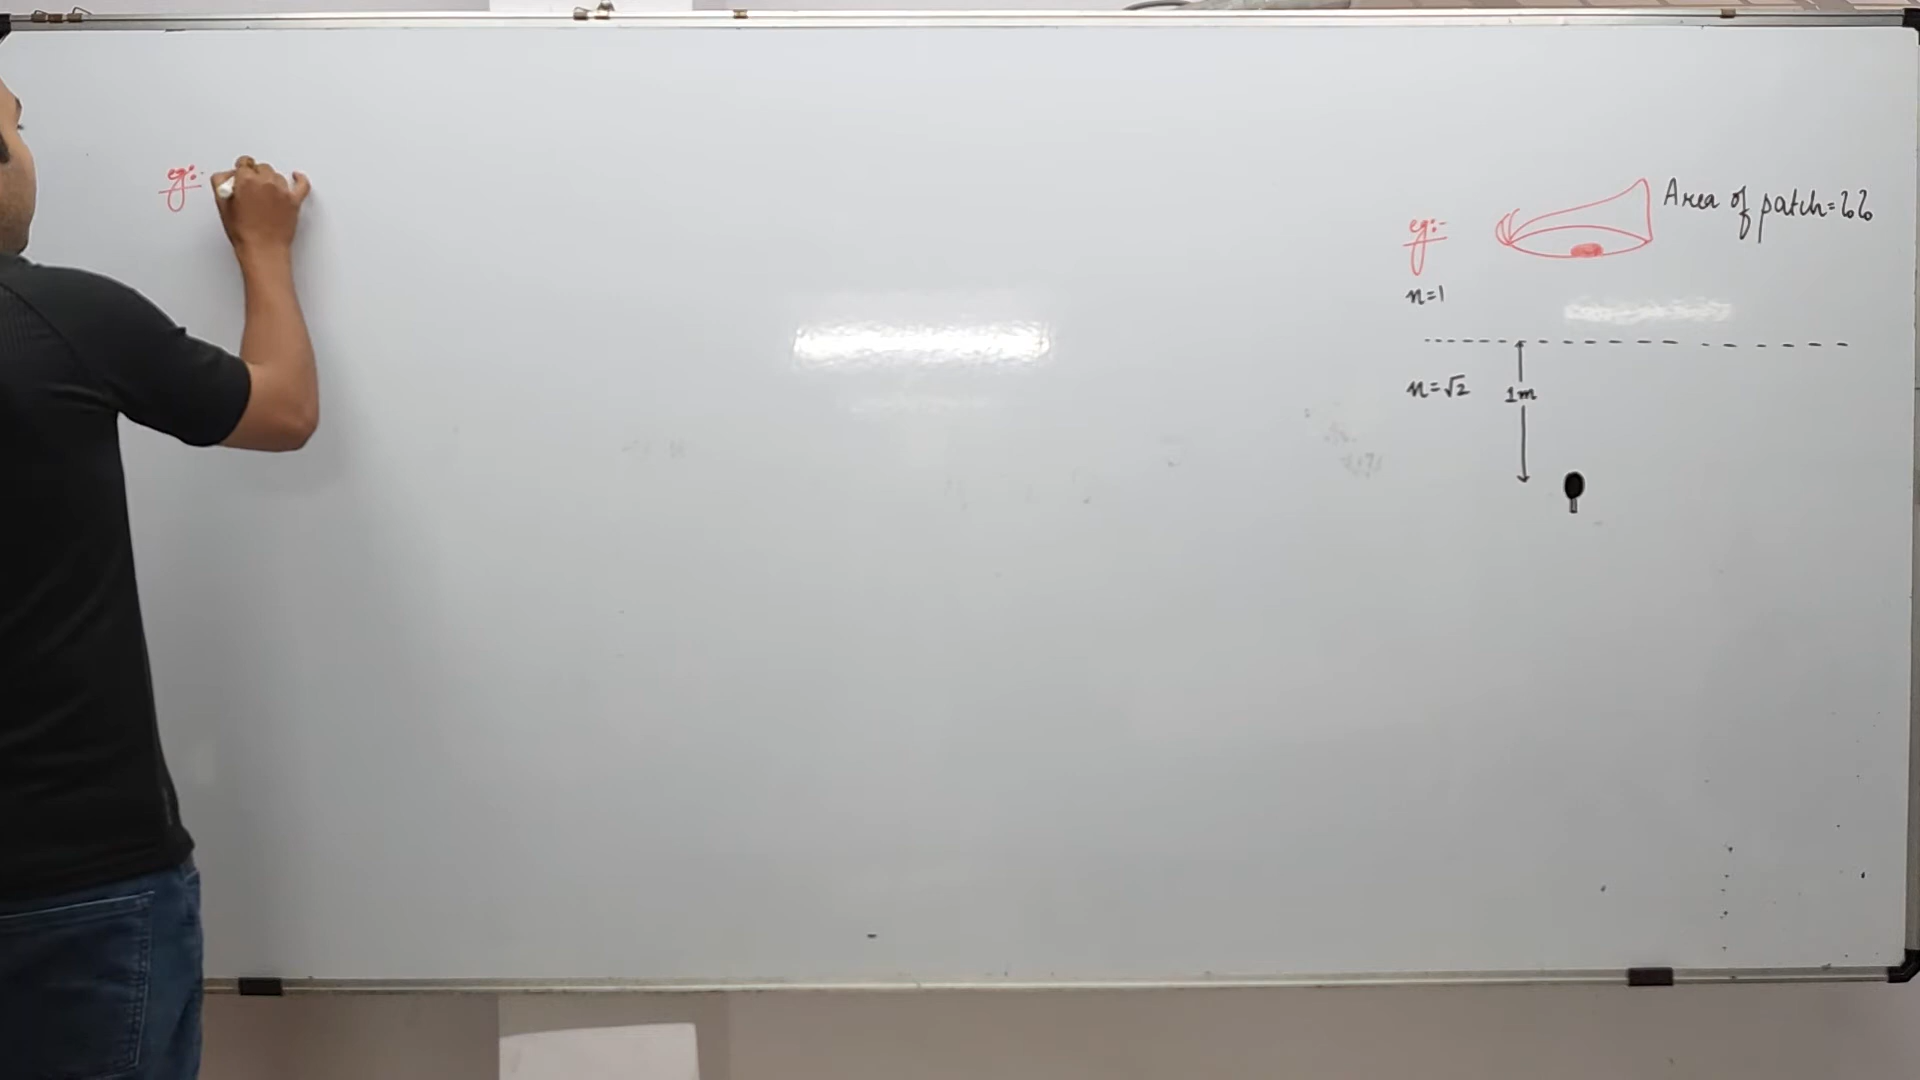 eg:-
eg:-
Area of patch=??
n=1
n=√2
1m